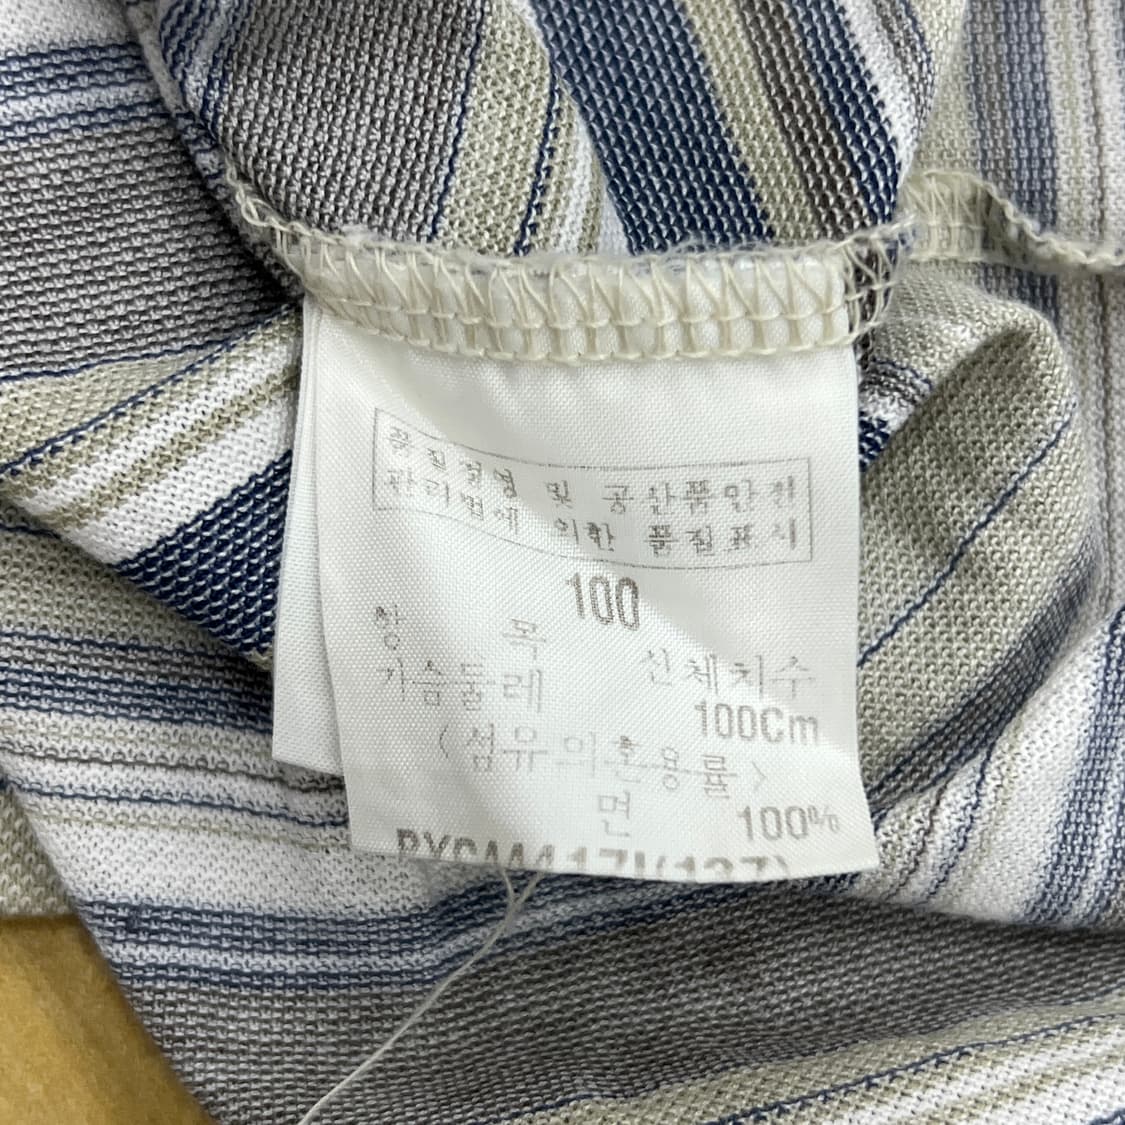 품질경영 및 공산품안전
관리법에 의한 품질표시
100
항 목 신체치수
가슴둘레 100Cm
<섬유의혼용률>
면 100%